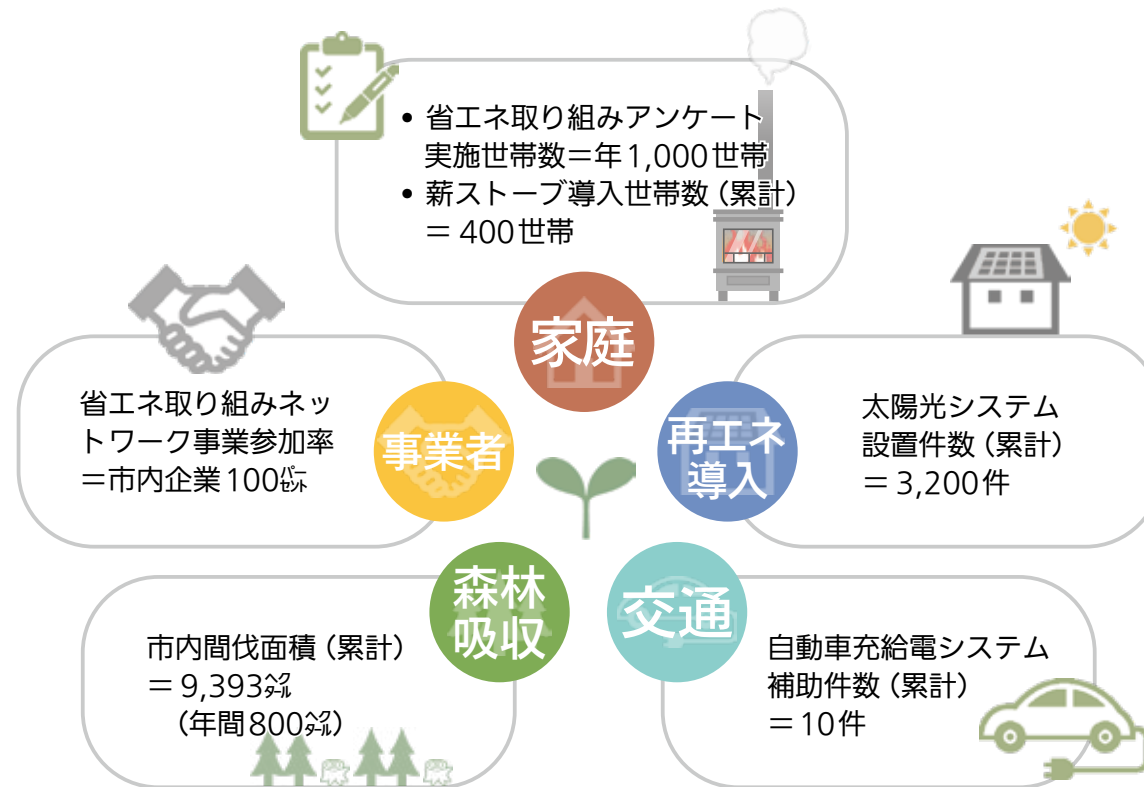 • 省エネ取り組みアンケート
実施世帯数＝年1,000世帯
• 薪ストーブ導入世帯数（累計）
＝ 400世帯
家庭
省エネ取り組みネッ
トワーク事業参加率
＝市内企業100㌫
事業者
再エネ
導入
太陽光システム
設置件数（累計）
＝ 3,200件
森林
吸収
市内間伐面積（累計）
＝ 9,393㌶
（年間800㌶）
交通
自動車充給電システム
補助件数（累計）
＝10件